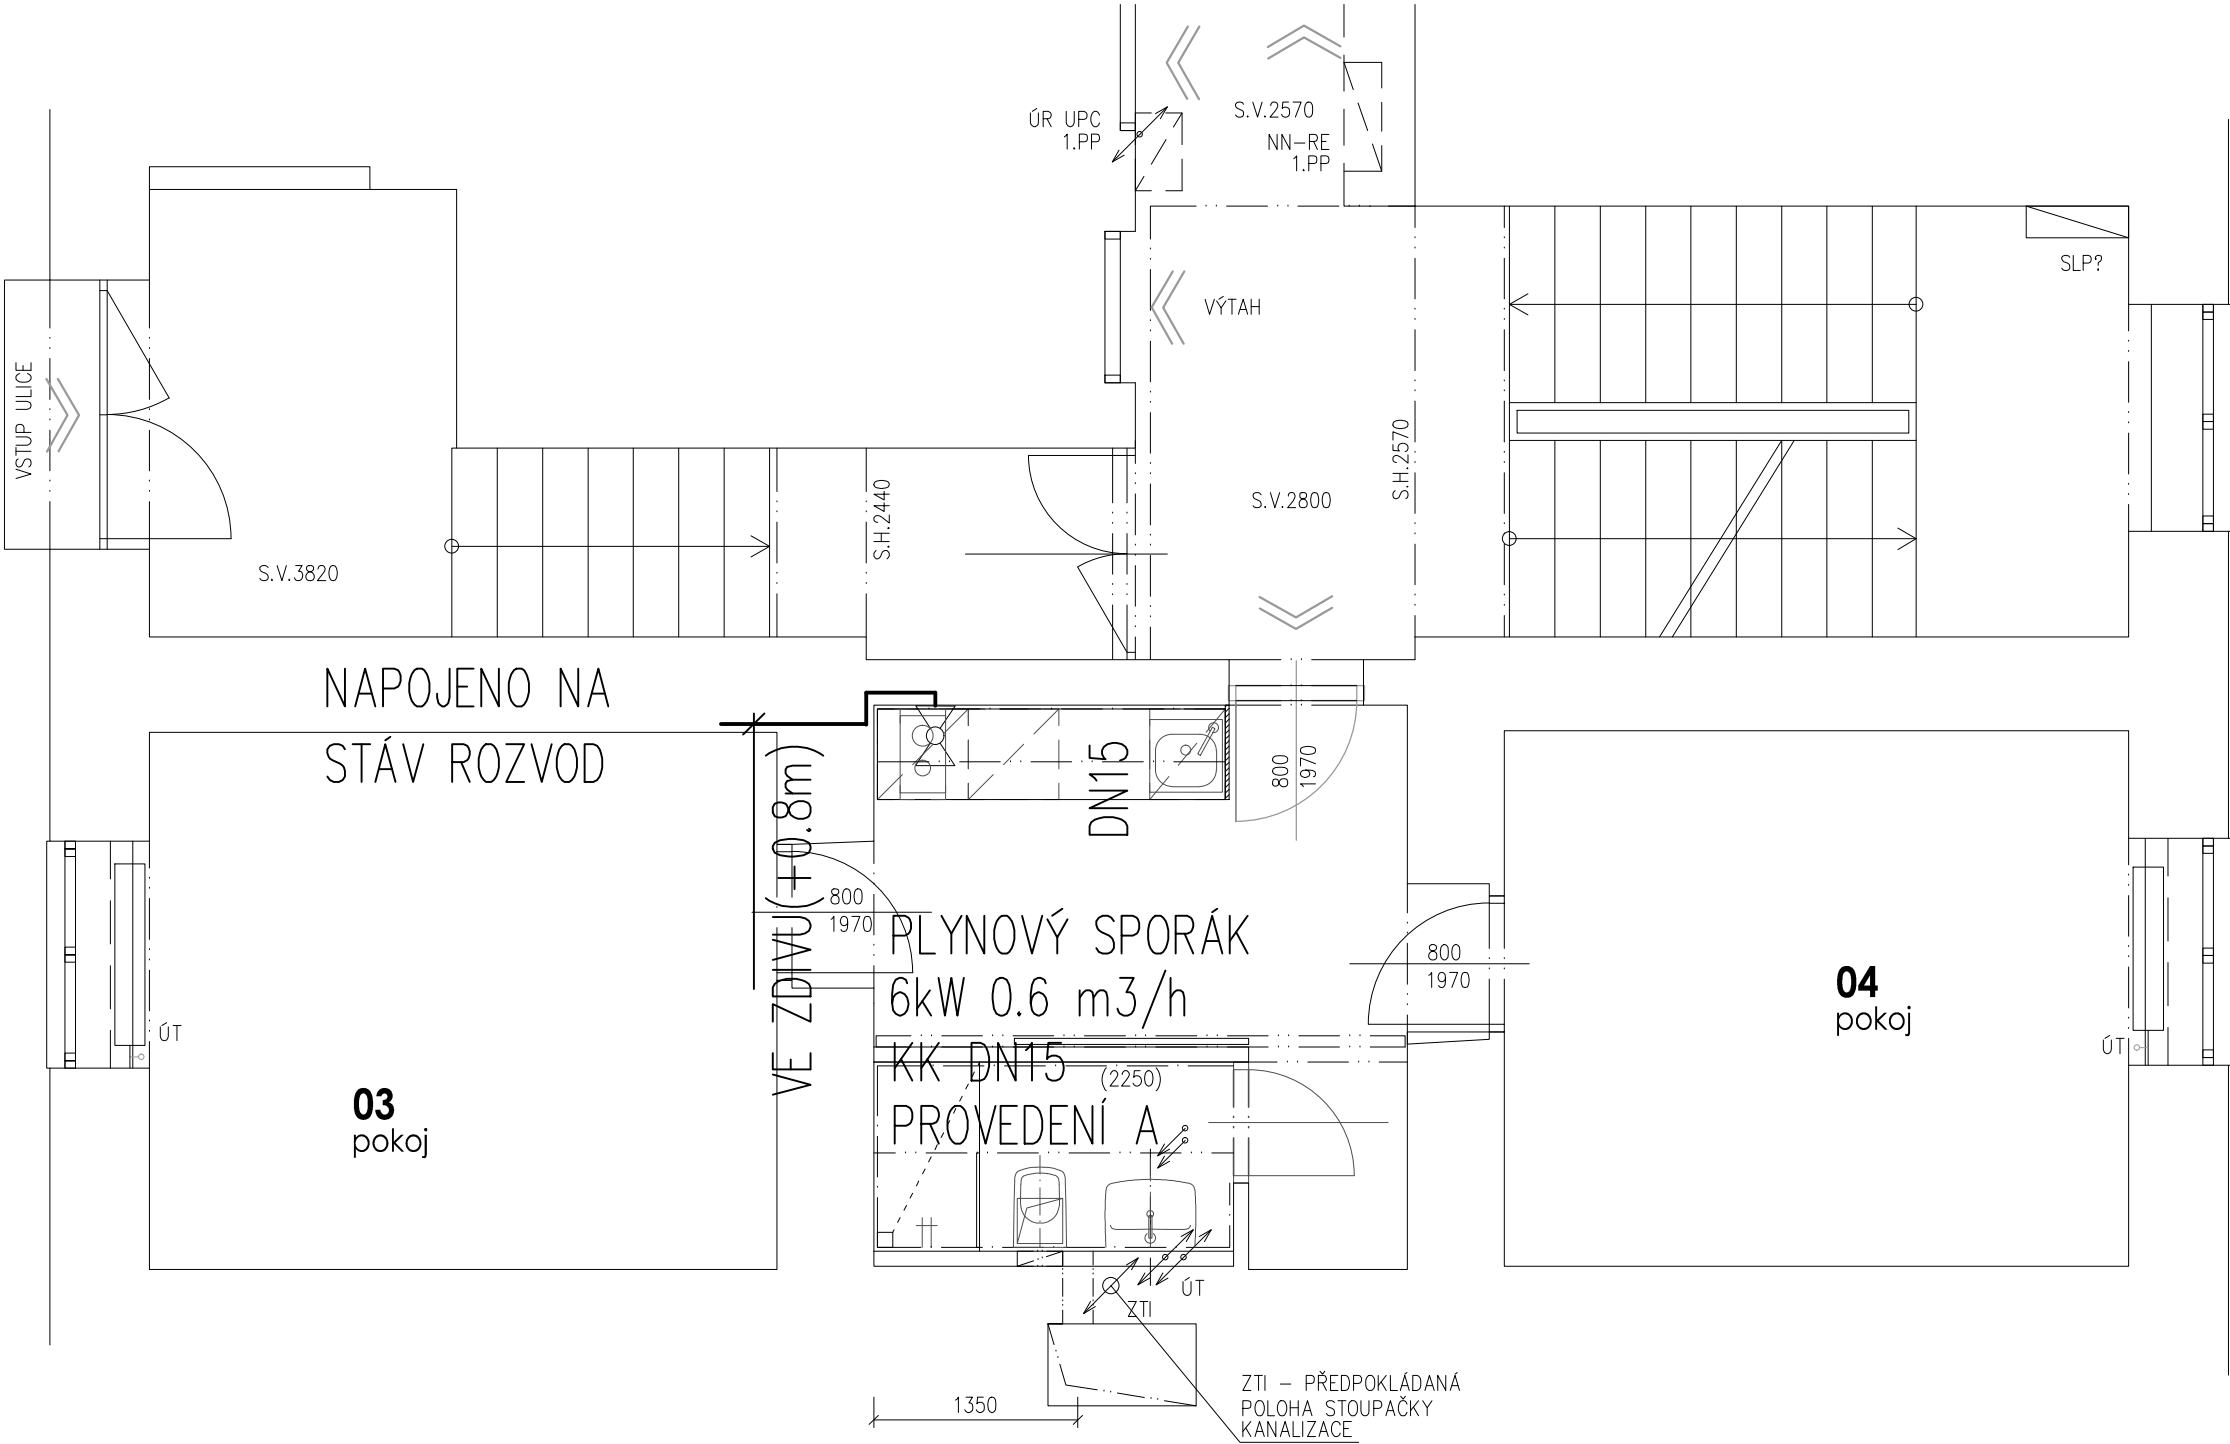 ÚR UPC
1.PP
S.V.2570
NN-RE
1.PP
SLP?
VÝTAH
VSTUP ULICE
S.H.2440
S.H.2570
S.V.2800
S.V.3820
NAPOJENO NA
STÁV ROZVOD
VE ZDIVU(+0.8m)
DN15
800
1970
800
1970
PLYNOVÝ SPORÁK
6kW 0.6 m3/h
KK DN15
PROVEDENÍ A
(2250)
800
1970
04
pokoj
ÚT
ÚT
03
pokoj
ÚT
ZTI
1350
ZTI – PŘEDPOKLÁDANÁ
POLOHA STOUPAČKY
KANALIZACE